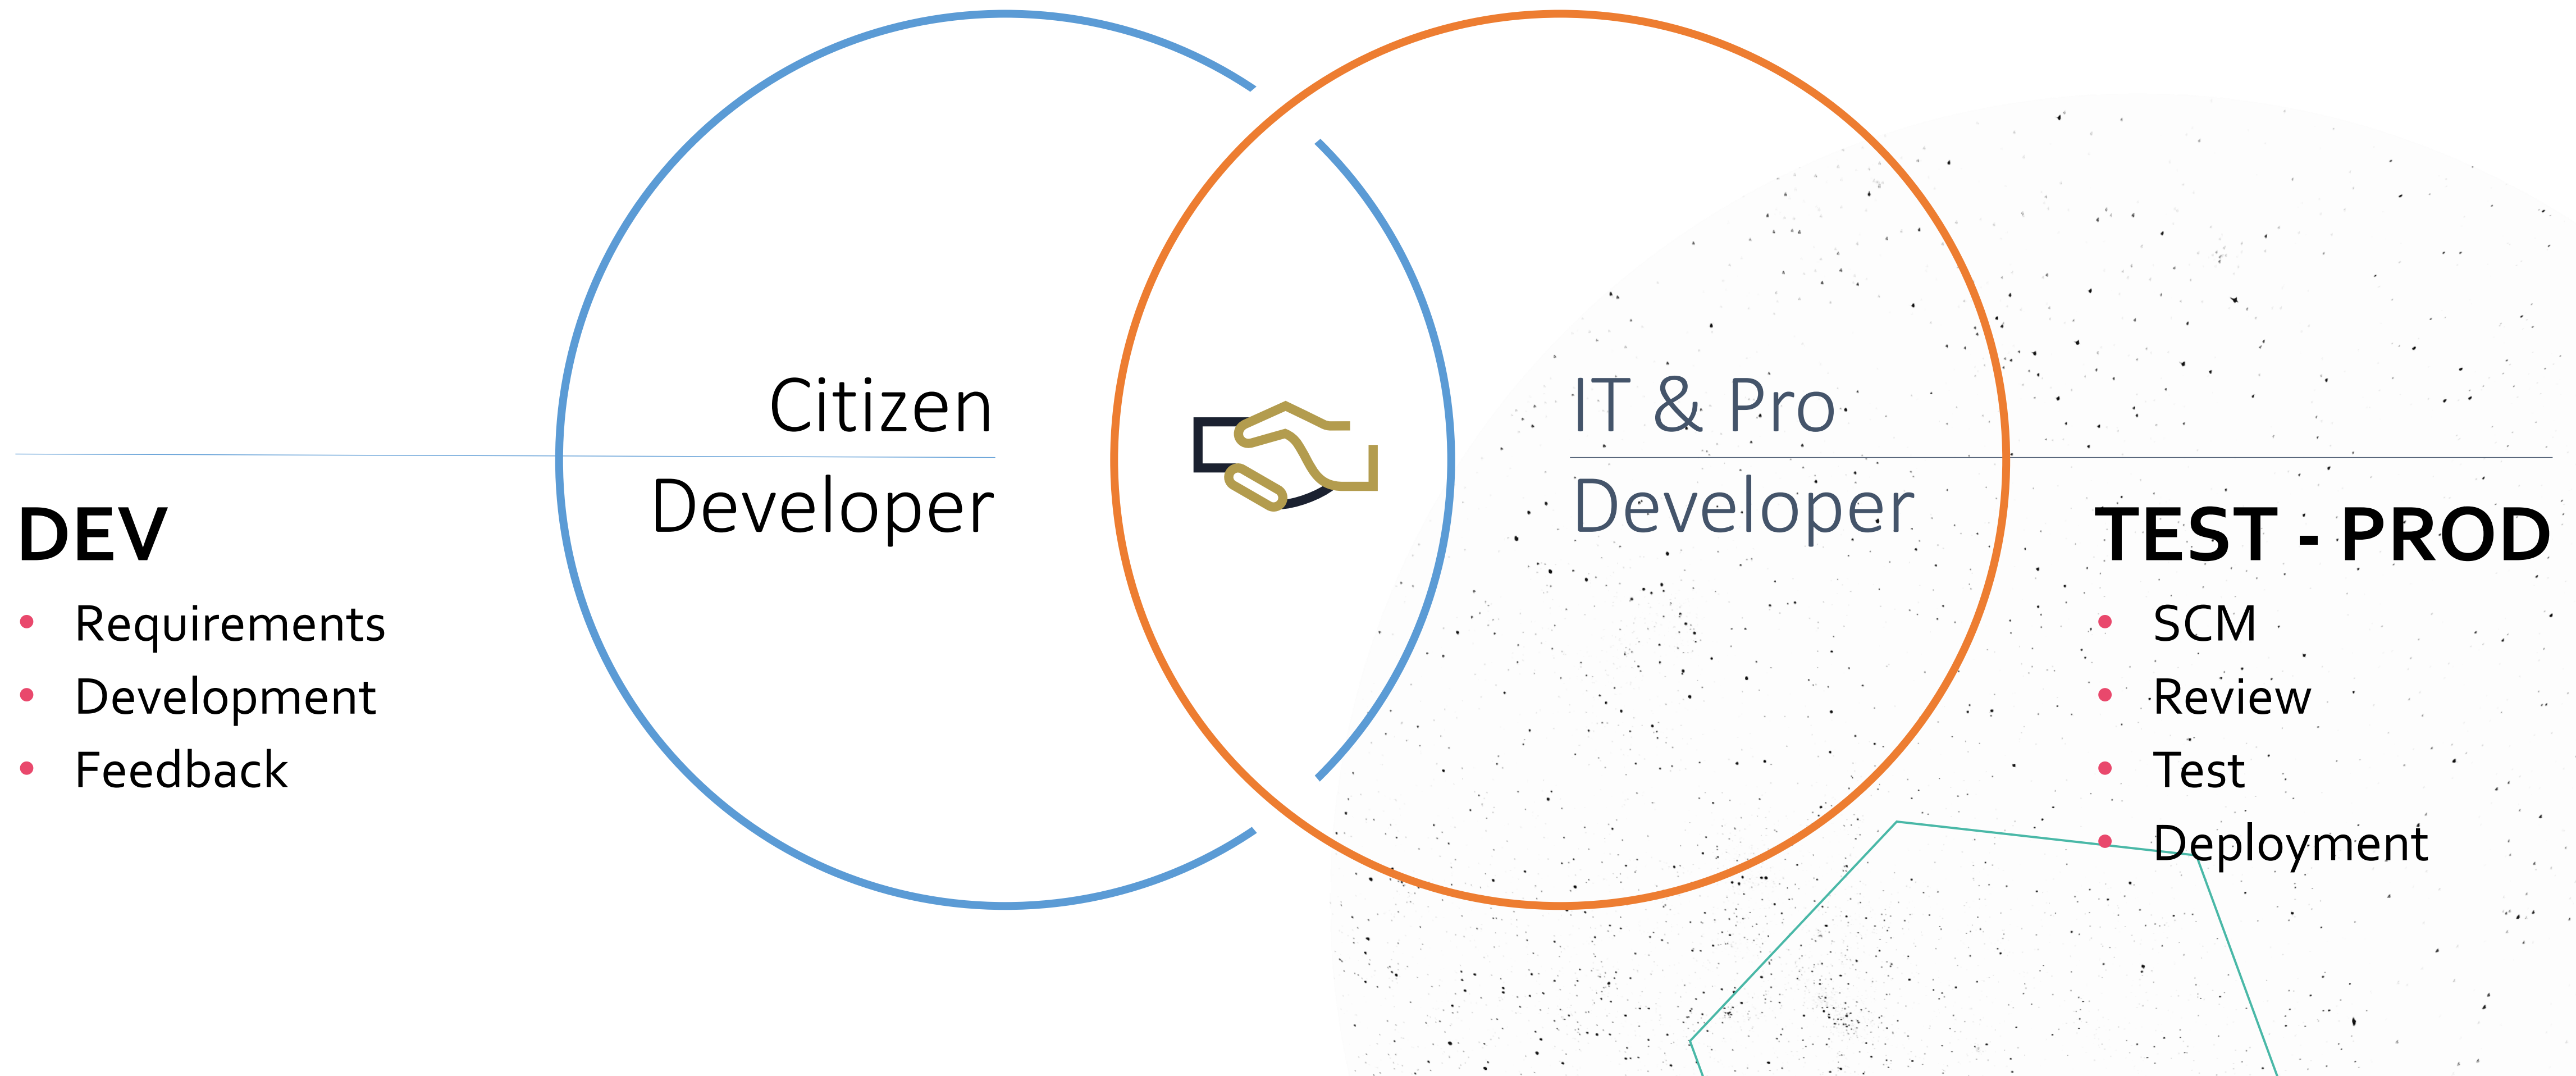 Citizen
Developer
IT & Pro
Developer
DEV
• Requirements
• Development
• Feedback
TEST - PROD
• SCM
• Review
• Test
• Deployment